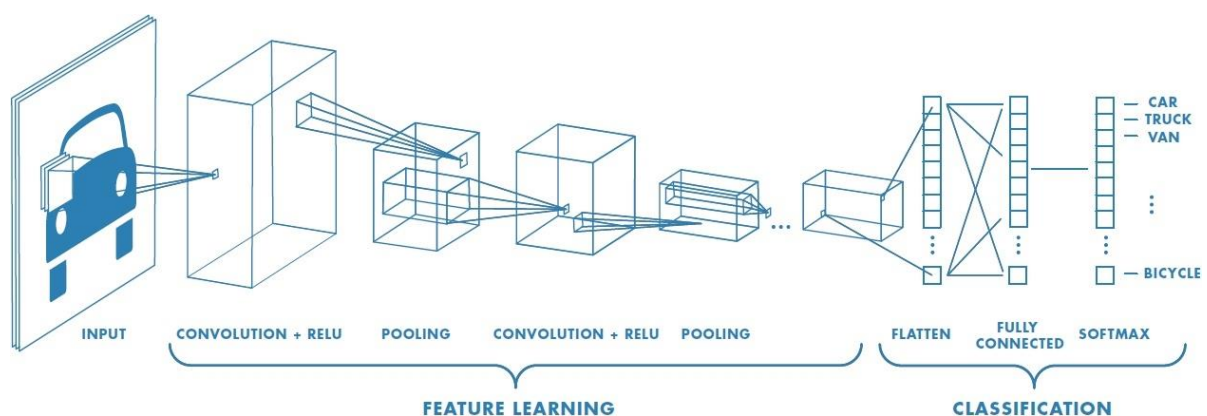 CAR
TRUCK
VAN
BICYCLE
INPUT
CONVOLUTION + RELU
POOLING
CONVOLUTION + RELU
POOLING
FLATTEN
FULLY
CONNECTED
SOFTMAX
FEATURE LEARNING
CLASSIFICATION